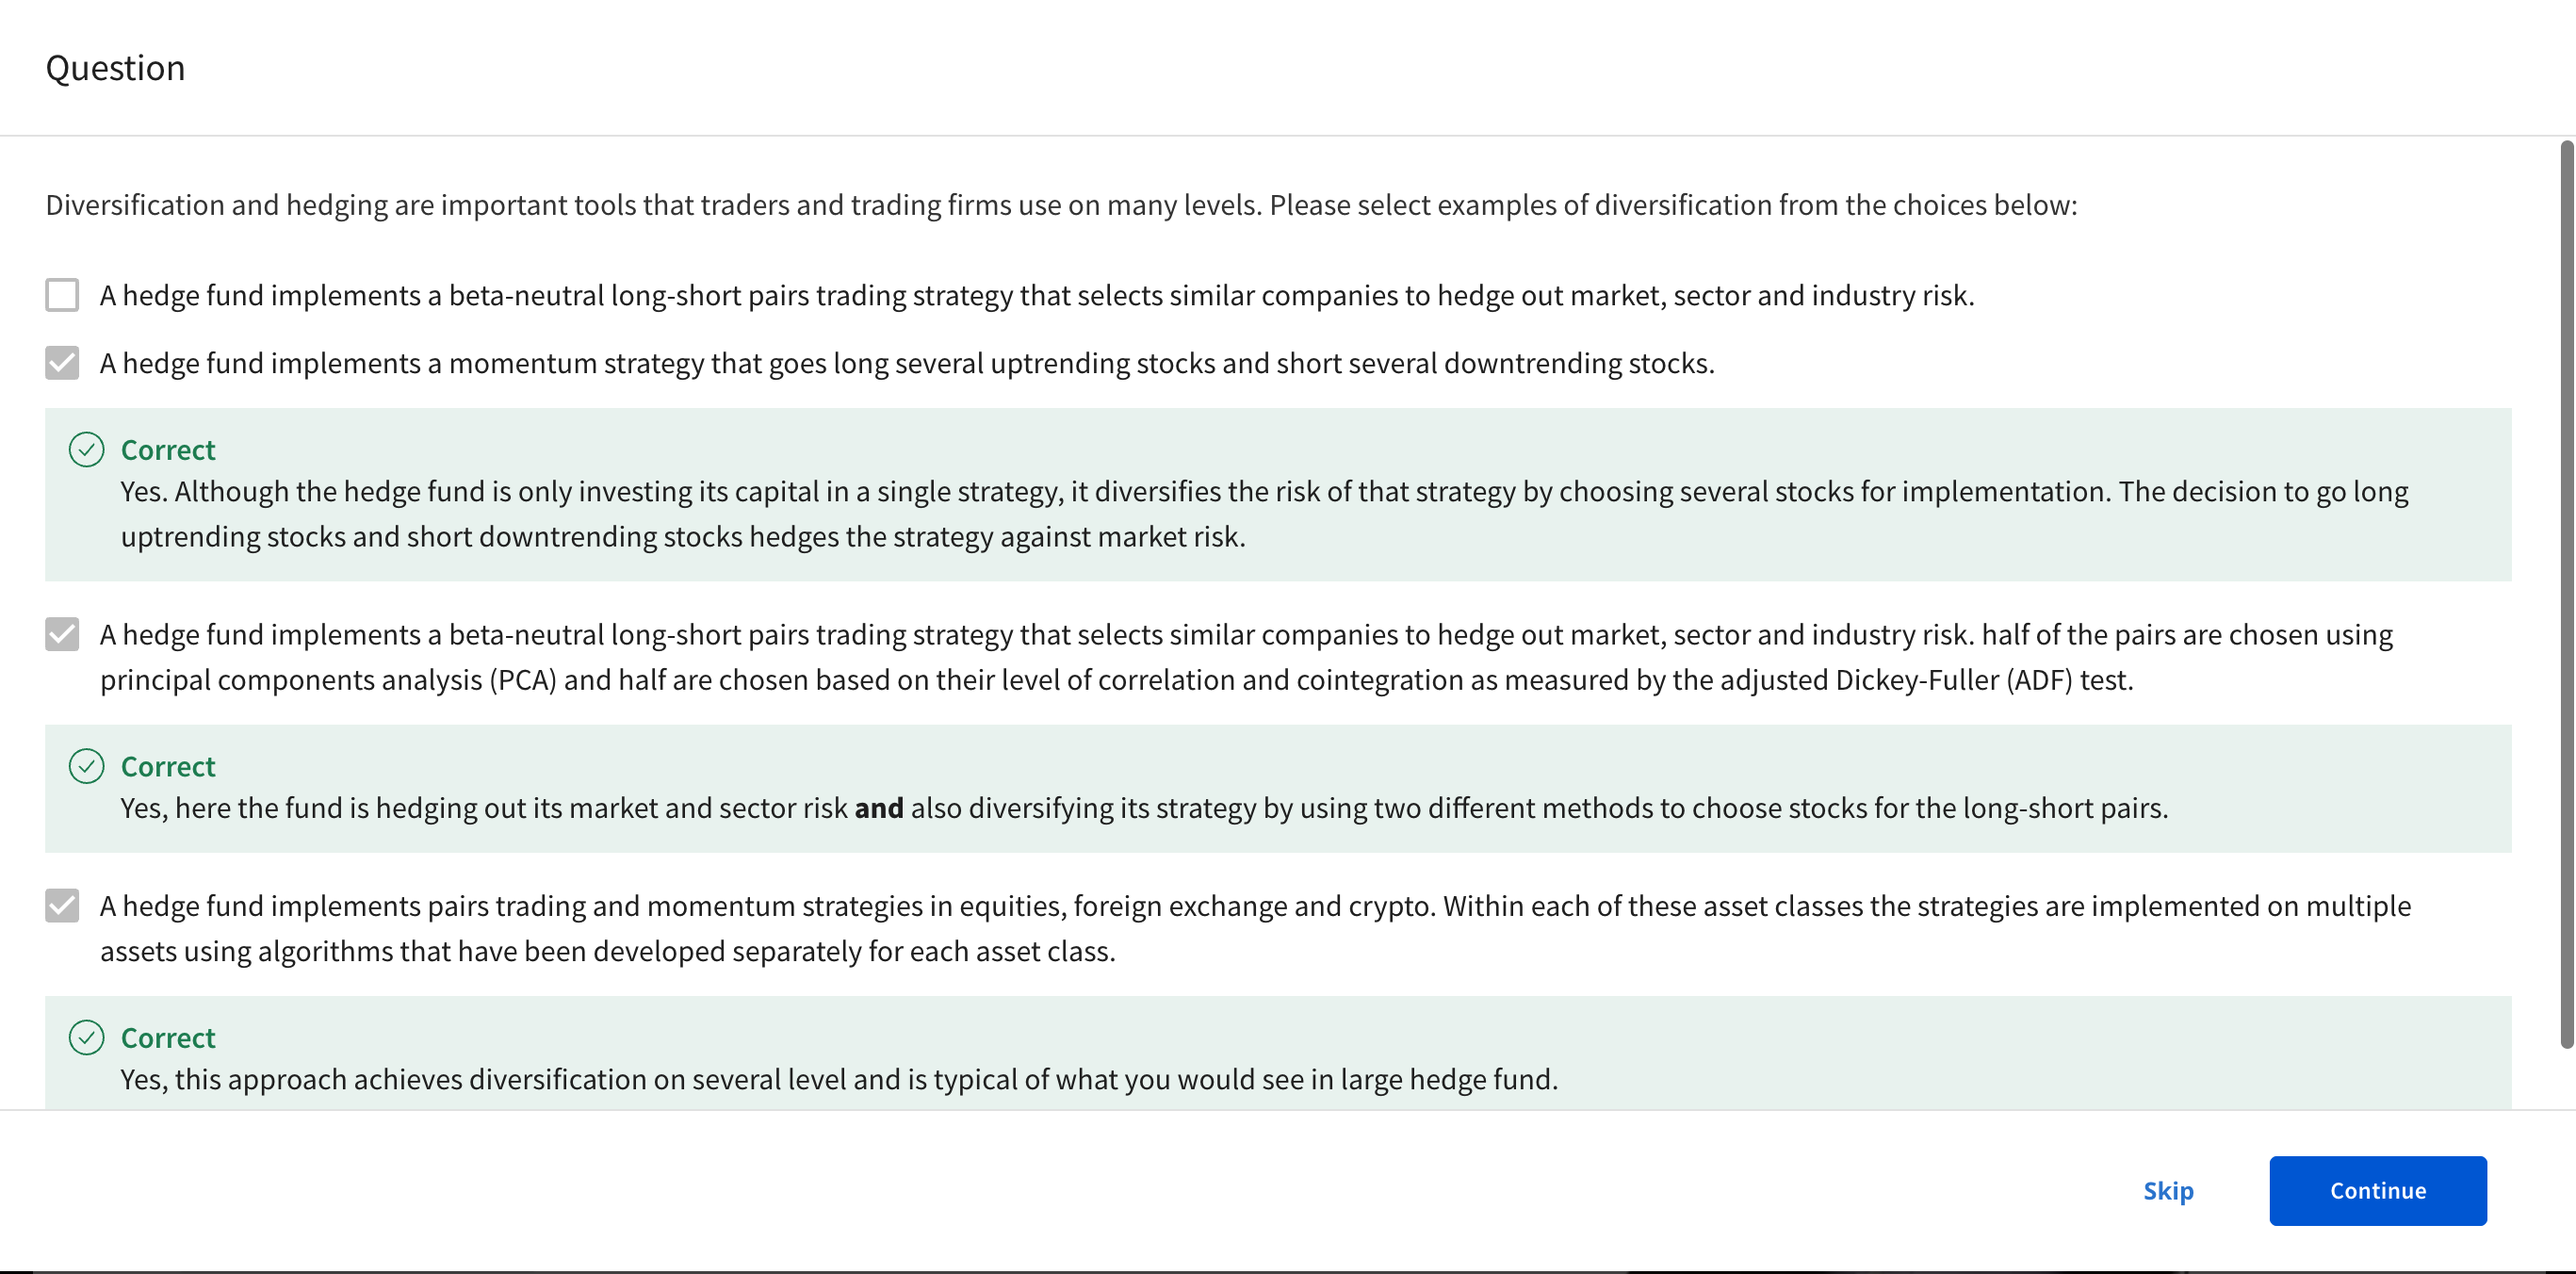 Question
Diversification and hedging are important tools that traders and trading firms use on many levels. Please select examples of diversification from the choices below:
A hedge fund implements a beta-neutral long-short pairs trading strategy that selects similar companies to hedge out market, sector and industry risk.
A hedge fund implements a momentum strategy that goes long several uptrending stocks and short several downtrending stocks.
Correct
Yes. Although the hedge fund is only investing its capital in a single strategy, it diversifies the risk of that strategy by choosing several stocks for implementation. The decision to go long
uptrending stocks and short downtrending stocks hedges the strategy against market risk.
A hedge fund implements a beta-neutral long-short pairs trading strategy that selects similar companies to hedge out market, sector and industry risk. half of the pairs are chosen using
principal components analysis (PCA) and half are chosen based on their level of correlation and cointegration as measured by the adjusted Dickey-Fuller (ADF) test.
Correct
Yes, here the fund is hedging out its market and sector risk and also diversifying its strategy by using two different methods to choose stocks for the long-short pairs.
A hedge fund implements pairs trading and momentum strategies in equities, foreign exchange and crypto. Within each of these asset classes the strategies are implemented on multiple
assets using algorithms that have been developed separately for each asset class.
Correct
Yes, this approach achieves diversification on several level and is typical of what you would see in large hedge fund.
Skip
Continue